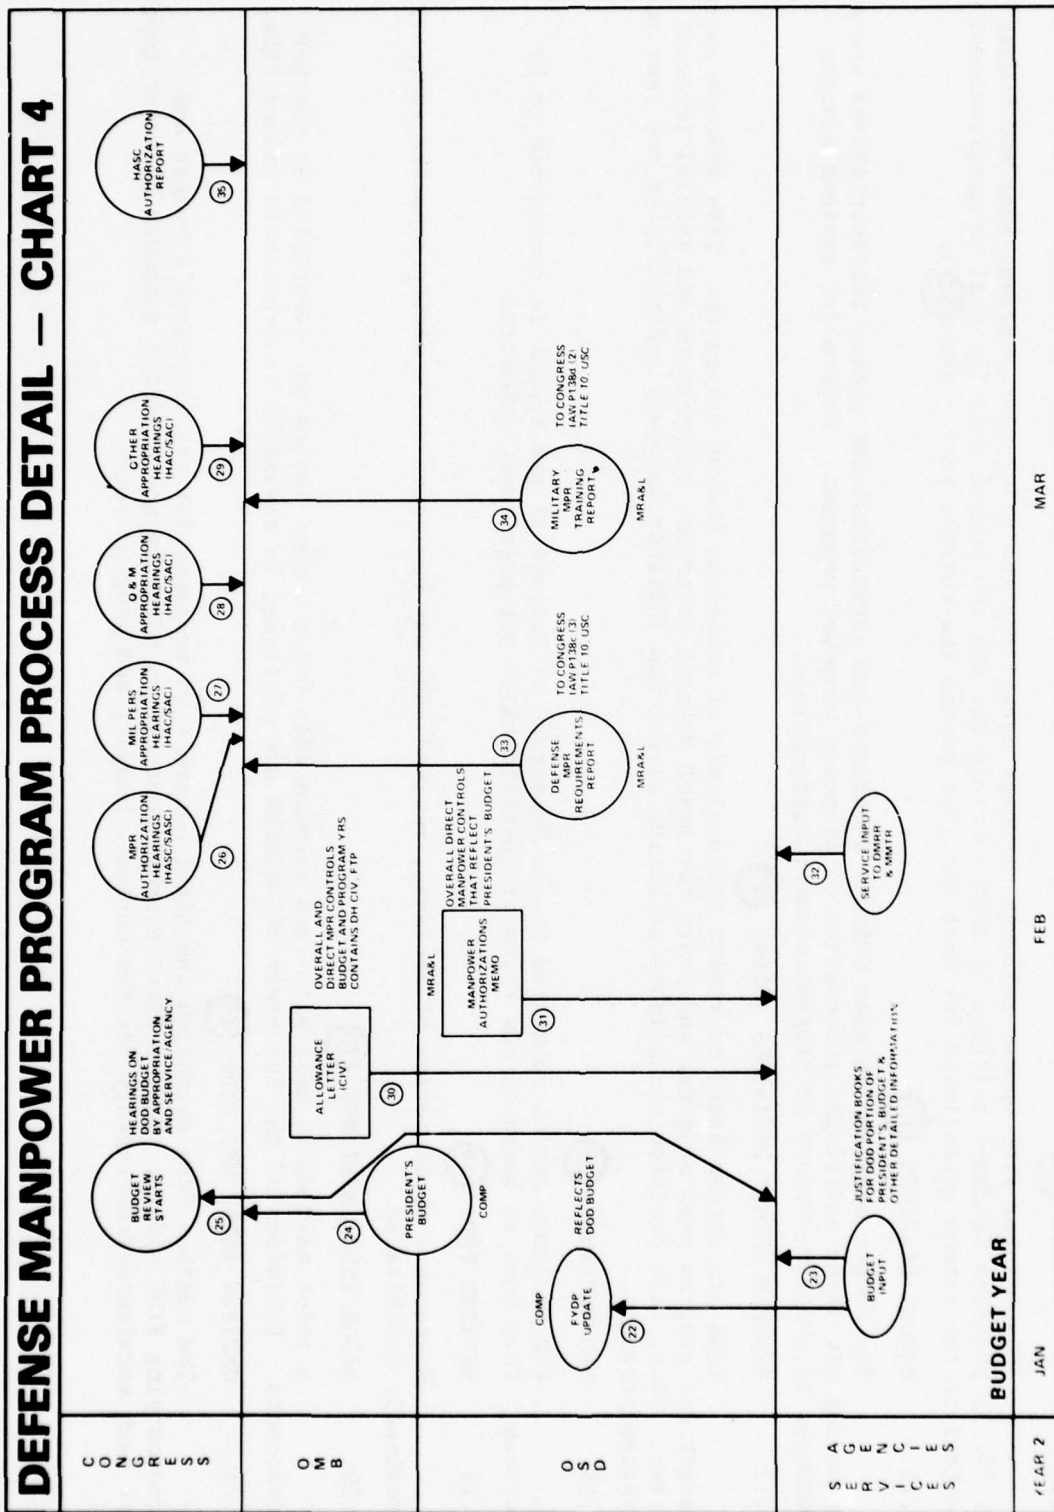 DEFENSE MANPOWER PROGRAM PROCESS DETAIL — CHART 4
CONGRESS
BUDGET
REVIEW
STARTS
HEARINGS ON
DOD BUDGET
BY APPROPRIATION
AND SERVICE/AGENCY
25
MPR
AUTHORIZATION
HEARINGS
(HASC/SASC)
26
MIL PERS
APPROPRIATION
HEARINGS
(HAC/SAC)
27
O & M
APPROPRIATION
HEARINGS
(HAC/SAC)
28
OTHER
APPROPRIATION
HEARINGS
(HAC/SAC)
29
HASC
AUTHORIZATION
REPORT
35
OMB
24
PRESIDENT'S
BUDGET
COMP
ALLOWANCE
LETTER
(CIV)
30
OVERALL AND
DIRECT MPR CONTROLS
BUDGET AND PROGRAM YRS
CONTAINS DH CIV. FTP
OSD
COMP
FYDP
UPDATE
22
REFLECTS
DOD BUDGET
MRA&L
MANPOWER
AUTHORIZATIONS
MEMO
31
OVERALL DIRECT
MANPOWER CONTROLS
THAT REFLECT
PRESIDENT'S BUDGET
33
DEFENSE
MPR
REQUIREMENTS
REPORT
MRA&L
TO CONGRESS
IAW P138c (3)
TITLE 10, USC
34
MILITARY
MPR
TRAINING
REPORT
MRA&L
TO CONGRESS
IAW P138d (2)
TITLE 10, USC
SERVICES
AGENCIES
23
BUDGET
INPUT
JUSTIFICATION BOOKS
FOR DOD PORTION OF
PRESIDENT'S BUDGET &
OTHER DETAILED INFORMATION
32
SERVICE INPUT
TO DMRR
& MMTR
BUDGET YEAR
YEAR 2
JAN
FEB
MAR